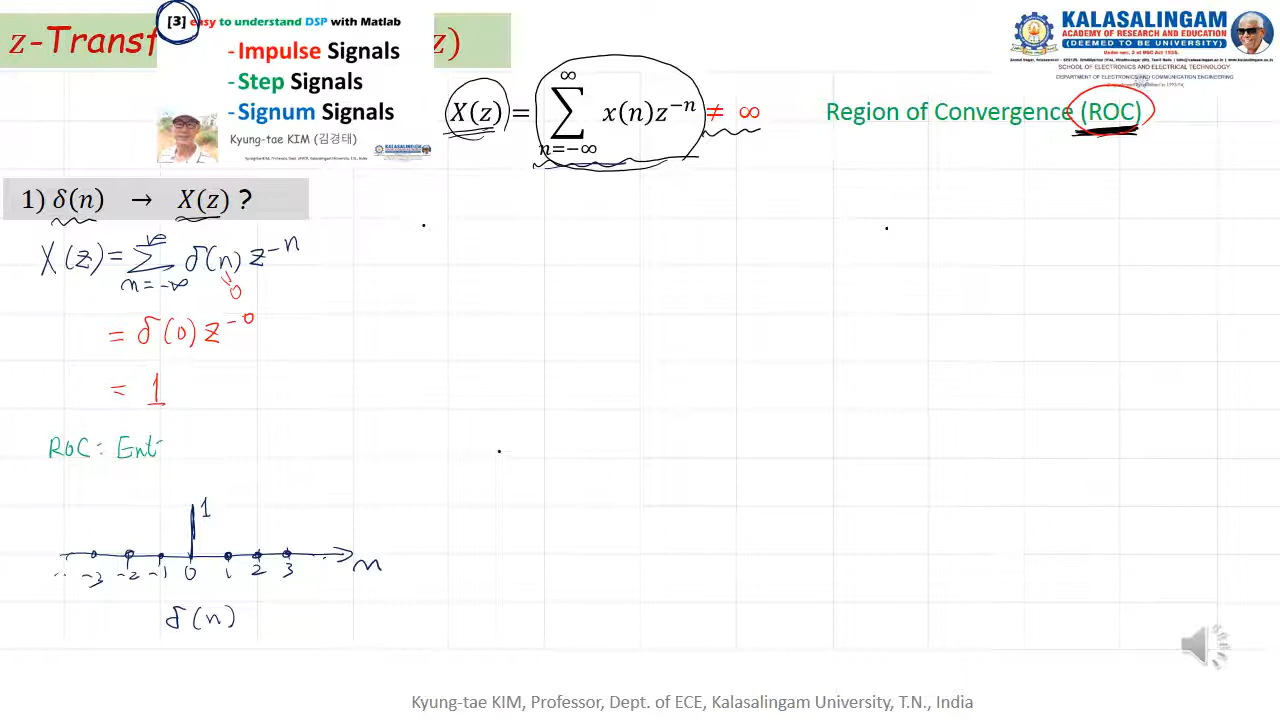 z-Transf
z)
[3] easy to understand DSP with Matlab
-Impulse Signals
-Step Signals
-Signum Signals
Kyung-tae KIM (김경태)
KALASALINGAM
ACADEMY OF RESEARCH AND EDUCATION
(DEEMED TO BE UNIVERSITY)
SCHOOL OF ELECTRONICS AND ELECTRICAL TECHNOLOGY
DEPARTMENT OF ELECTRONICS AND COMMUNICATION ENGINEERING
X(z) = ∑ x(n)z⁻ⁿ ≠ ∞
∞
n=−∞
Region of Convergence (ROC)
1) δ(n) → X(z) ?
X(z) = ∑ δ(n) z⁻ⁿ
∞
n=-∞
0
= δ(0) z⁻⁰
= 1
ROC: Enti
1
-3 -2 -1 0 1 2 3 n
δ(n)
Kyung-tae KIM, Professor, Dept. of ECE, Kalasalingam University, T.N., India